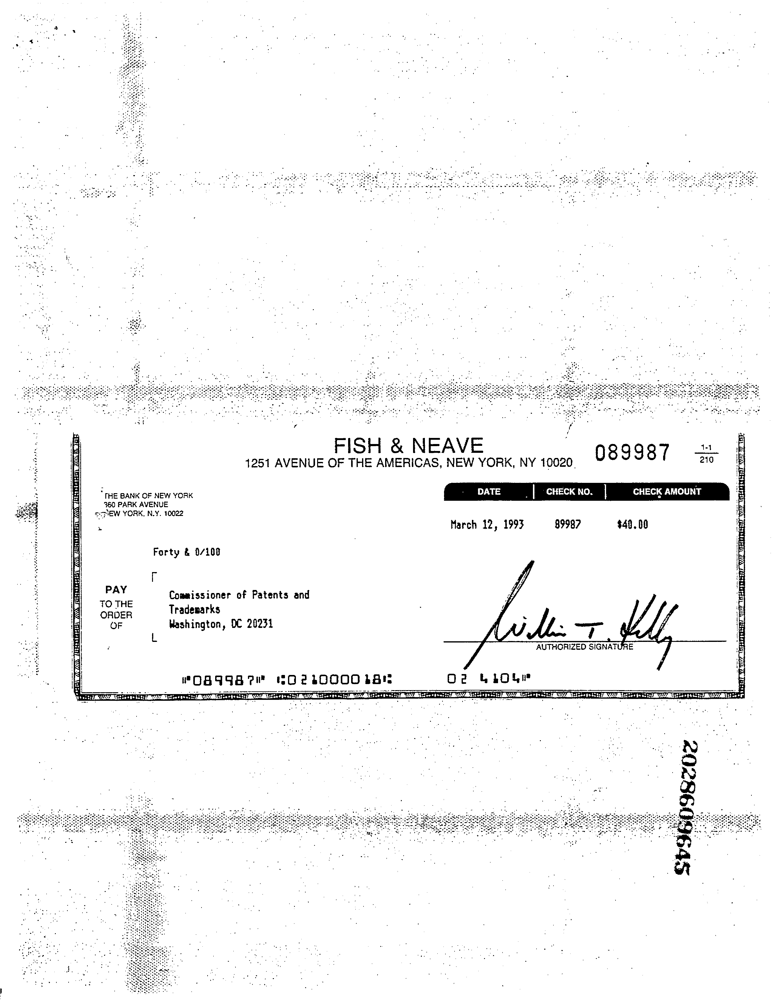 FISH & NEAVE
1251 AVENUE OF THE AMERICAS, NEW YORK, NY 10020
089987
1-1
210
THE BANK OF NEW YORK
360 PARK AVENUE
NEW YORK, N.Y. 10022
DATE CHECK NO. CHECK AMOUNT
March 12, 1993 89987 $40.00
Forty & 0/100
PAY
TO THE
ORDER
OF
Commissioner of Patents and
Trademarks
Washington, DC 20231
William T. Kelly
AUTHORIZED SIGNATURE
⑈089987⑈ ⑆021000018⑆ 02 4104⑈
2028609645